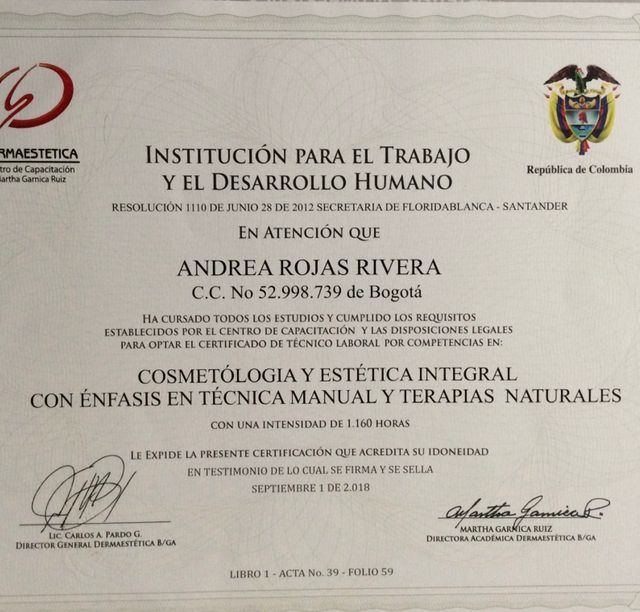 RMAESTETICA
tro de Capacitación
artha Garnica Ruiz
República de Colombia
INSTITUCIÓN PARA EL TRABAJO
Y EL DESARROLLO HUMANO
RESOLUCIÓN 1110 DE JUNIO 28 DE 2012 SECRETARIA DE FLORIDABLANCA - SANTANDER
EN ATENCIÓN QUE
ANDREA ROJAS RIVERA
C.C. No 52.998.739 de Bogotá
HA CURSADO TODOS LOS ESTUDIOS Y CUMPLIDO LOS REQUISITOS
ESTABLECIDOS POR EL CENTRO DE CAPACITACIÓN Y LAS DISPOSICIONES LEGALES
PARA OPTAR EL CERTIFICADO DE TÉCNICO LABORAL POR COMPETENCIAS EN:
COSMETÓLOGIA Y ESTÉTICA INTEGRAL
CON ÉNFASIS EN TÉCNICA MANUAL Y TERAPIAS NATURALES
CON UNA INTENSIDAD DE 1.160 HORAS
LE EXPIDE LA PRESENTE CERTIFICACIÓN QUE ACREDITA SU IDONEIDAD
EN TESTIMONIO DE LO CUAL SE FIRMA Y SE SELLA
SEPTIEMBRE 1 DE 2.018
LIC. CARLOS A. PARDO G.
DIRECTOR GENERAL DERMAESTÉTICA B/GA
Martha Garnica R.
MARTHA GARNICA RUIZ
DIRECTORA ACADÉMICA DERMAESTÉTICA B/GA
LIBRO 1 - ACTA No. 39 - FOLIO 59